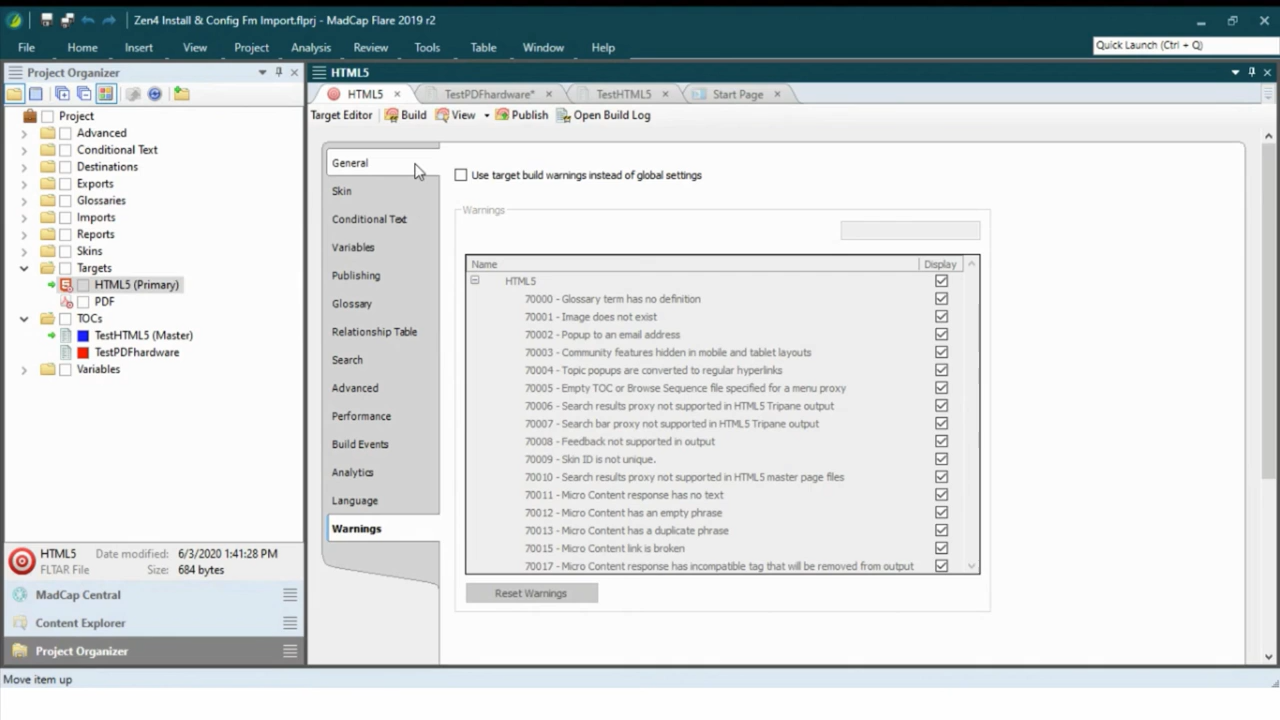 Zen4 Install & Config Fm Import.flprj - MadCap Flare 2019 r2
File Home Insert View Project Analysis Review Tools Table Window Help
Quick Launch (Ctrl + Q)
Project Organizer
HTML5
HTML5 TestPDFhardware* TestHTML5 Start Page
Target Editor Build View Publish Open Build Log
Project
Advanced
Conditional Text
Destinations
Exports
Glossaries
Imports
Reports
Skins
Targets
HTML5 (Primary)
PDF
TOCs
TestHTML5 (Master)
TestPDFhardware
Variables
HTML5 Date modified: 6/3/2020 1:41:28 PM
FLTAR File Size: 684 bytes
MadCap Central
Content Explorer
Project Organizer
General
Skin
Conditional Text
Variables
Publishing
Glossary
Relationship Table
Search
Advanced
Performance
Build Events
Analytics
Language
Warnings
Use target build warnings instead of global settings
Warnings
Name Display
HTML5
70000 - Glossary term has no definition
70001 - Image does not exist
70002 - Popup to an email address
70003 - Community features hidden in mobile and tablet layouts
70004 - Topic popups are converted to regular hyperlinks
70005 - Empty TOC or Browse Sequence file specified for a menu proxy
70006 - Search results proxy not supported in HTML5 Tripane output
70007 - Search bar proxy not supported in HTML5 Tripane output
70008 - Feedback not supported in output
70009 - Skin ID is not unique.
70010 - Search results proxy not supported in HTML5 master page files
70011 - Micro Content response has no text
70012 - Micro Content has an empty phrase
70013 - Micro Content has a duplicate phrase
70015 - Micro Content link is broken
70017 - Micro Content response has incompatible tag that will be removed from output
Reset Warnings
Move item up